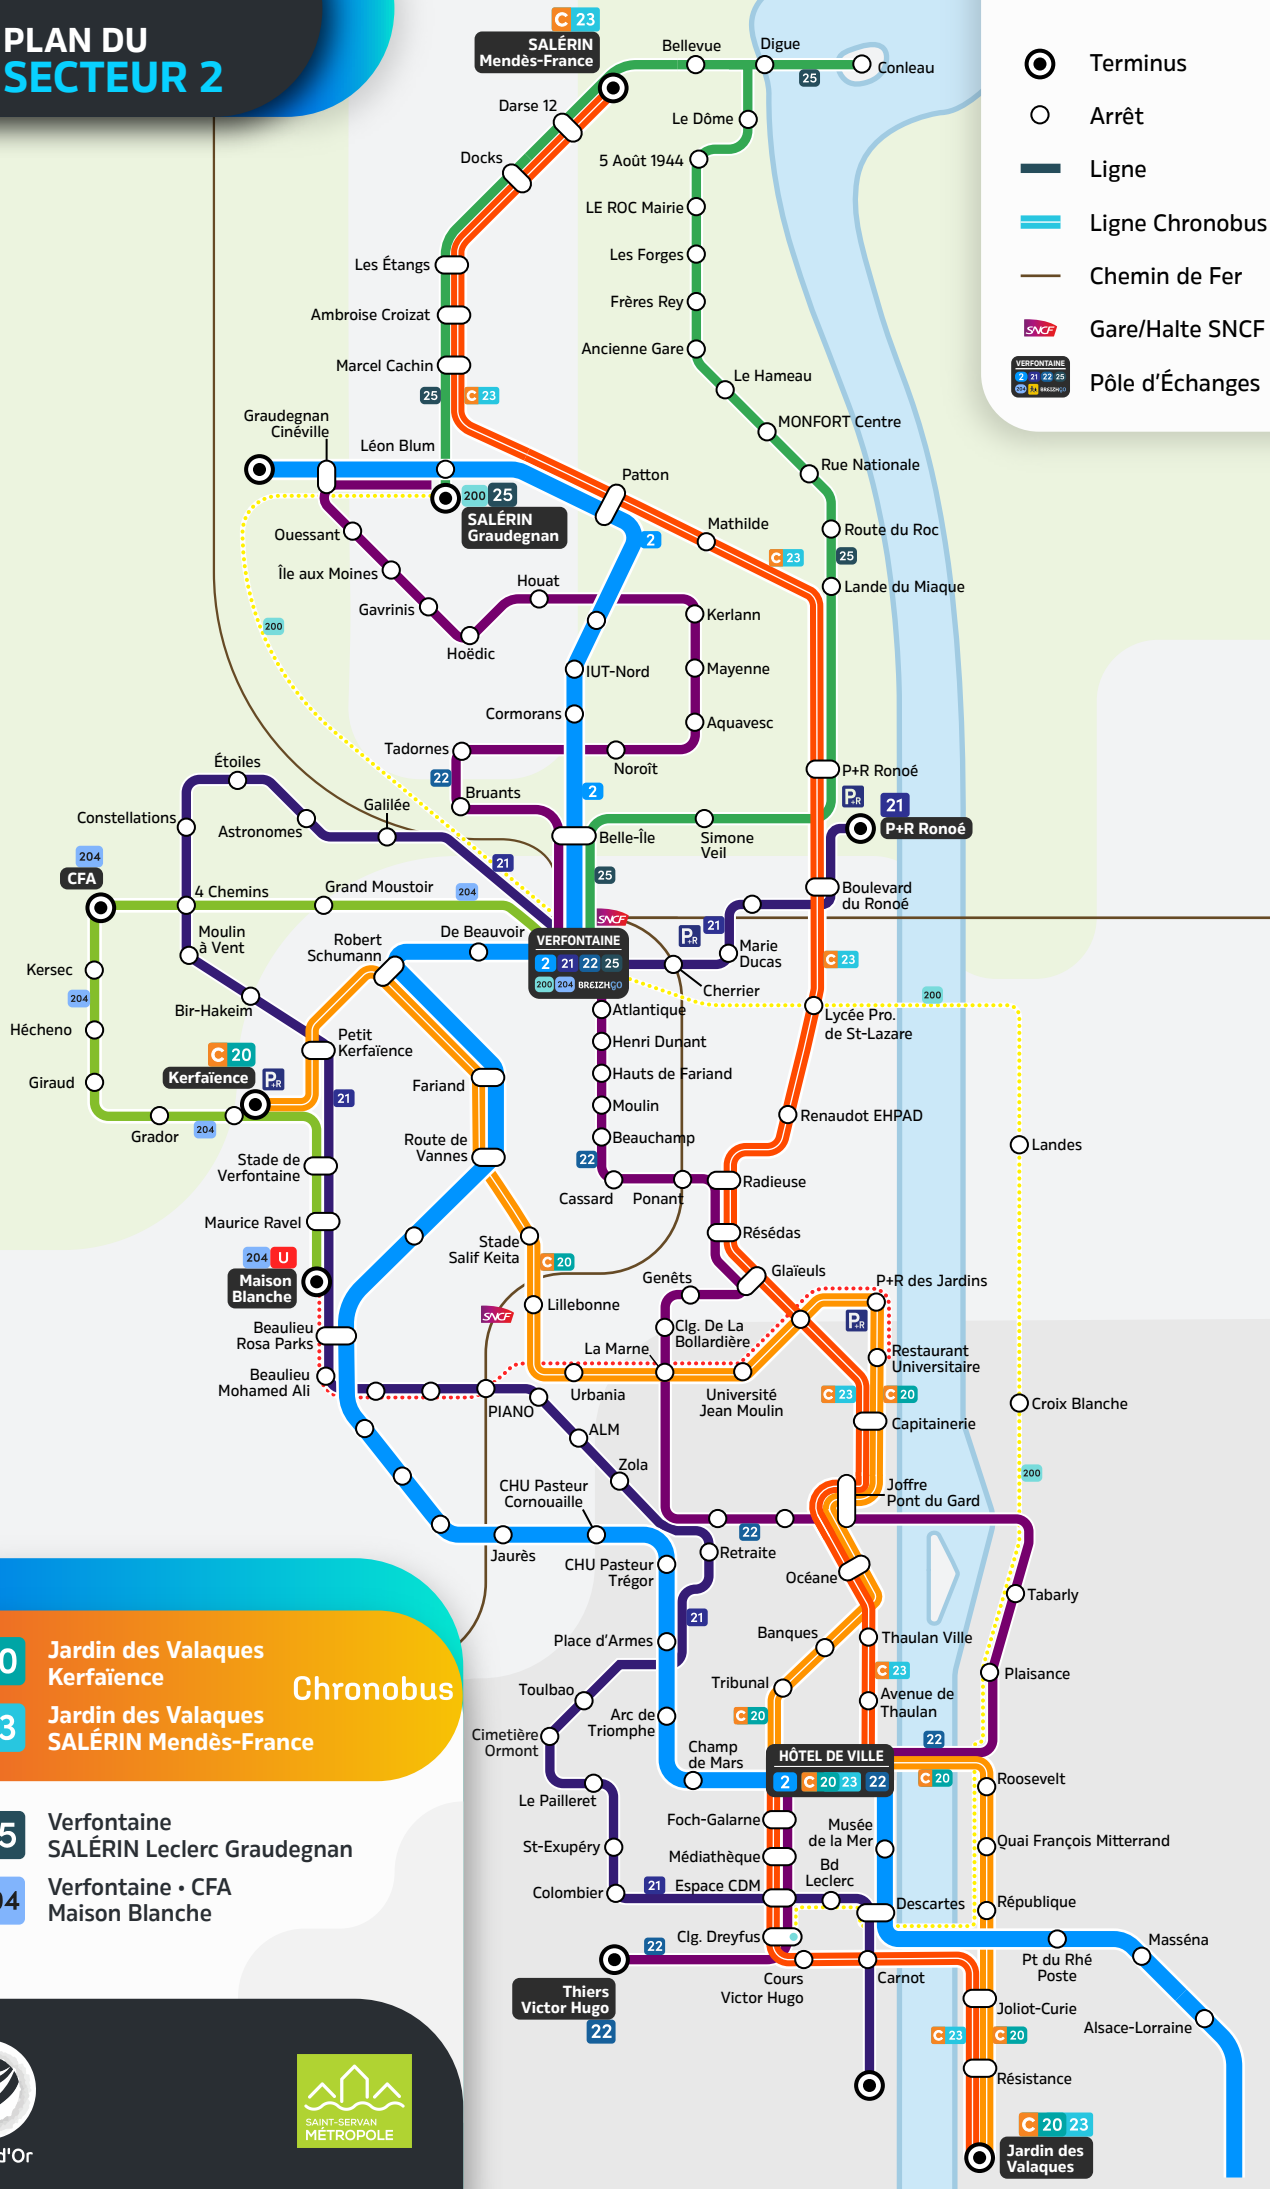 PLAN DU
SECTEUR 2
C 23
SALÉRIN
Mendès-France
Bellevue
Digue
Conleau
25
Darse 12
Le Dôme
Docks
5 Août 1944
LE ROC Mairie
Les Étangs
Les Forges
Ambroise Croizat
Frères Rey
Marcel Cachin
Ancienne Gare
25
C 23
Le Hameau
MONFORT Centre
Rue Nationale
Route du Roc
25
Lande du Miaque
Terminus
Arrêt
Ligne
Ligne Chronobus
Chemin de Fer
SNCF
Gare/Halte SNCF
VERFONTAINE
2 21 22 25
Pôle d'Échanges
Graudegnan
Cinéville
Léon Blum
200 25
SALÉRIN
Graudegnan
Patton
2
Mathilde
C 23
Ouessant
Île aux Moines
Gavrinis
Hoëdic
Houat
200
Kerlann
IUT-Nord
Mayenne
Cormorans
Aquavesc
Tadornes
Noroît
22
Bruants
2
P+R Ronoé
P+R
21
P+R Ronoé
Étoiles
Constellations
Astronomes
Galilée
Belle-Île
Simone
Veil
21
25
204
CFA
4 Chemins
Grand Moustoir
204
Boulevard
du Ronoé
SNCF
21
P+R
Moulin
à Vent
Robert
Schumann
De Beauvoir
VERFONTAINE
2 21 22 25
200 204 BREIZHGO
Marie
Ducas
Cherrier
C 23
Kersec
204
Hécheno
Bir-Hakeim
Atlantique
200
Lycée Pro.
de St-Lazare
Petit
Kerfaïence
Henri Dunant
C 20
Kerfaïence
P+R
Giraud
21
Fariand
Hauts de Fariand
Moulin
Renaudot EHPAD
Grador
204
Route de
Vannes
Beauchamp
Landes
Stade de
Verfontaine
22
Cassard
Ponant
Radieuse
Maurice Ravel
Résédas
Stade
Salif Keita
C 20
204 U
Maison
Blanche
Genêts
Glaïeuls
P+R des Jardins
SNCF
Lillebonne
P+R
Beaulieu
Rosa Parks
Clg. De La
Bollardière
La Marne
Restaurant
Universitaire
Beaulieu
Mohamed Ali
Urbania
Université
Jean Moulin
C 23
C 20
PIANO
Croix Blanche
ALM
Capitainerie
Zola
200
CHU Pasteur
Cornouaille
Joffre
Pont du Gard
22
Jaurès
CHU Pasteur
Trégor
Retraite
Océane
Tabarly
21
Place d'Armes
Banques
Thaulan Ville
Tribunal
C 23
Plaisance
Toulbao
Avenue de
Thaulan
Arc de
Triomphe
C 20
Cimetière
Ormont
22
Champ
de Mars
HÔTEL DE VILLE
2 C 20 23 22
C 20
Roosevelt
Le Pailleret
Foch-Galarne
Musée
de la Mer
Quai François Mitterrand
St-Exupéry
Médiathèque
Bd
Leclerc
Colombier
21
Espace CDM
Descartes
République
Clg. Dreyfus
22
Masséna
Pt du Rhé
Poste
Thiers
Victor Hugo
22
Cours
Victor Hugo
Carnot
Joliot-Curie
Alsace-Lorraine
C 23
C 20
Résistance
C 20 23
Jardin des
Valaques
0
Jardin des Valaques
Kerfaïence
Chronobus
3
Jardin des Valaques
SALÉRIN Mendès-France
5
Verfontaine
SALÉRIN Leclerc Graudegnan
04
Verfontaine • CFA
Maison Blanche
d'Or
SAINT-SERVAN
MÉTROPOLE